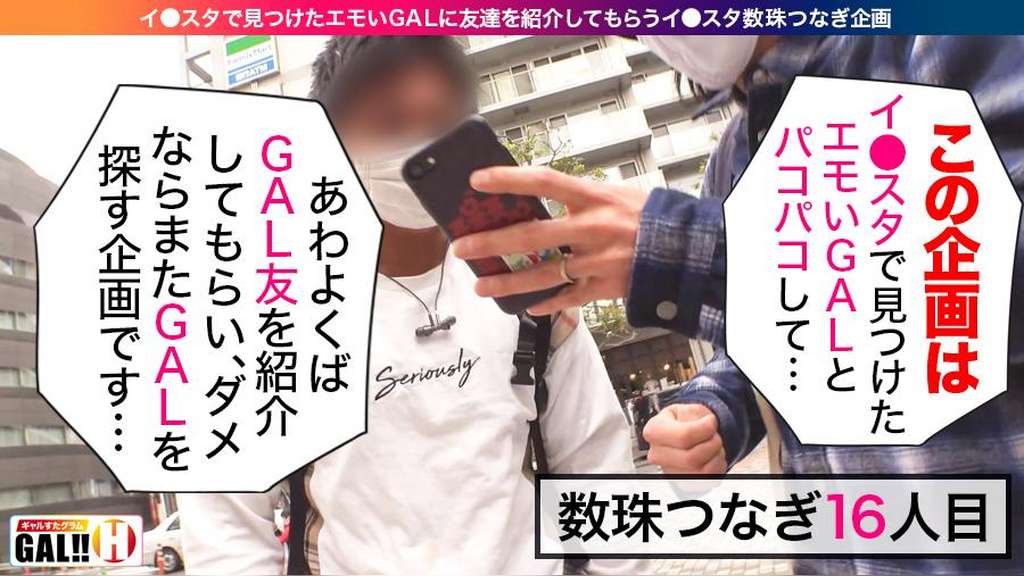 イ●スタで見つけたエモいGALに友達を紹介してもらうイ●スタ数珠つなぎ企画
この企画は
イ●スタで見つけた
エモいGALと
パコパコして…
あわよくば
GAL友を紹介
してもらい、ダメ
ならまたGALを
探す企画です…
FamilyMart
Seriously
数珠つなぎ16人目
ギャルすたグラム
GAL!! H